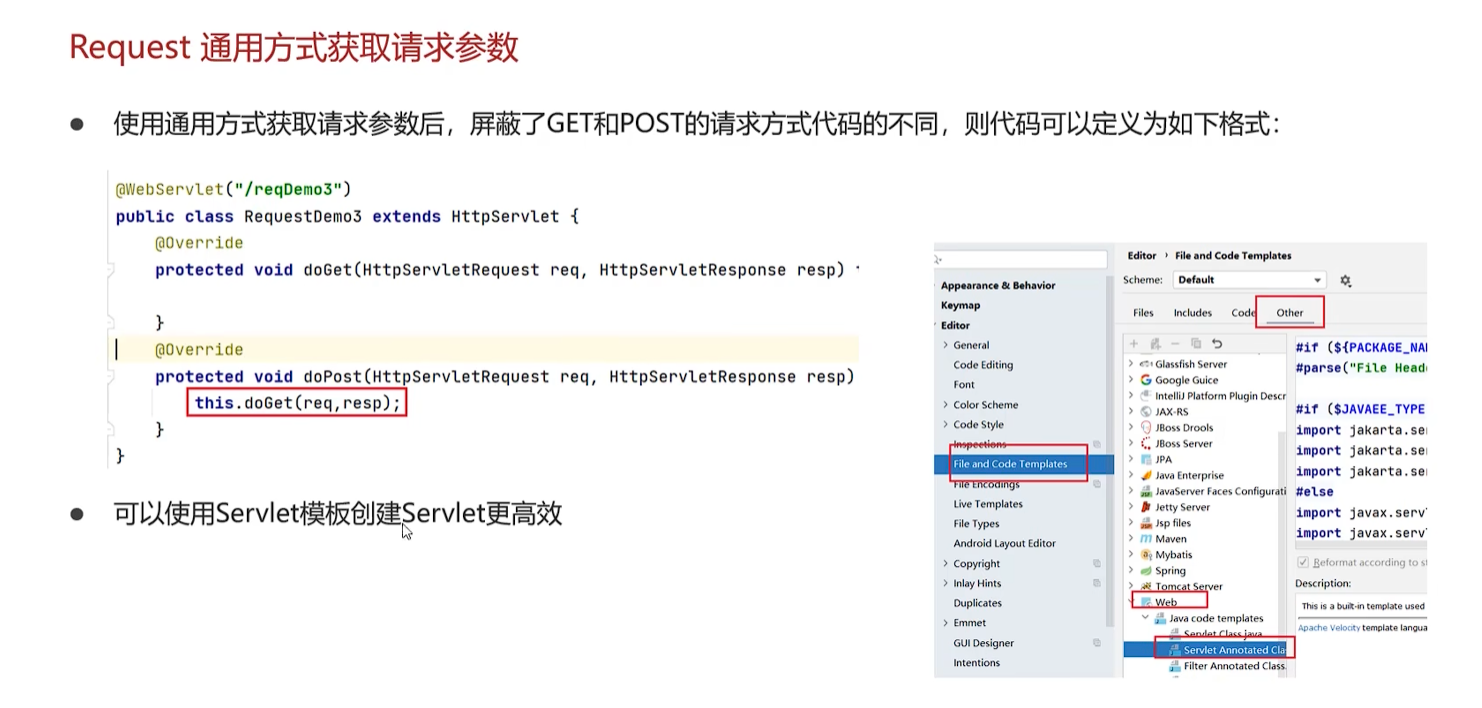 Request 通用方式获取请求参数
● 使用通用方式获取请求参数后，屏蔽了GET和POST的请求方式代码的不同，则代码可以定义为如下格式：
@WebServlet("/reqDemo3")
public class RequestDemo3 extends HttpServlet {
@Override
protected void doGet(HttpServletRequest req, HttpServletResponse resp)
}
@Override
protected void doPost(HttpServletRequest req, HttpServletResponse resp)
this.doGet(req,resp);
}
}
● 可以使用Servlet模板创建Servlet更高效
Appearance & Behavior
Keymap
Editor
General
Code Editing
Font
Color Scheme
Code Style
Inspections
File and Code Templates
File Encodings
Live Templates
File Types
Android Layout Editor
Copyright
Inlay Hints
Duplicates
Emmet
GUI Designer
Intentions
Editor › File and Code Templates
Scheme: Default
Files Includes Code Other
Glassfish Server
Google Guice
IntelliJ Platform Plugin Descr
JAX-RS
JBoss Drools
JBoss Server
JPA
Java Enterprise
JavaServer Faces Configurati
Jetty Server
Jsp files
Maven
Mybatis
Spring
Tomcat Server
Web
Java code templates
Servlet Class.java
Servlet Annotated Cla
Filter Annotated Class.
#if (${PACKAGE_NA
#parse("File Head
#if ($JAVAEE_TYPE
import jakarta.se
import jakarta.se
import jakarta.se
#else
import javax.serv
import javax.serv
Reformat according to st
Description:
This is a built-in template used
Apache Velocity template langua